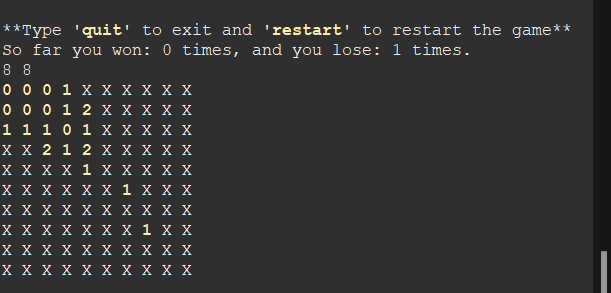 **Type 'quit' to exit and 'restart' to restart the game**
So far you won: 0 times, and you lose: 1 times.
8 8
0 0 0 1 X X X X X X
0 0 0 1 2 X X X X X
1 1 1 0 1 X X X X X
X X 2 1 2 X X X X X
X X X X 1 X X X X X
X X X X X X 1 X X X
X X X X X X X X X X
X X X X X X X 1 X X
X X X X X X X X X X
X X X X X X X X X X